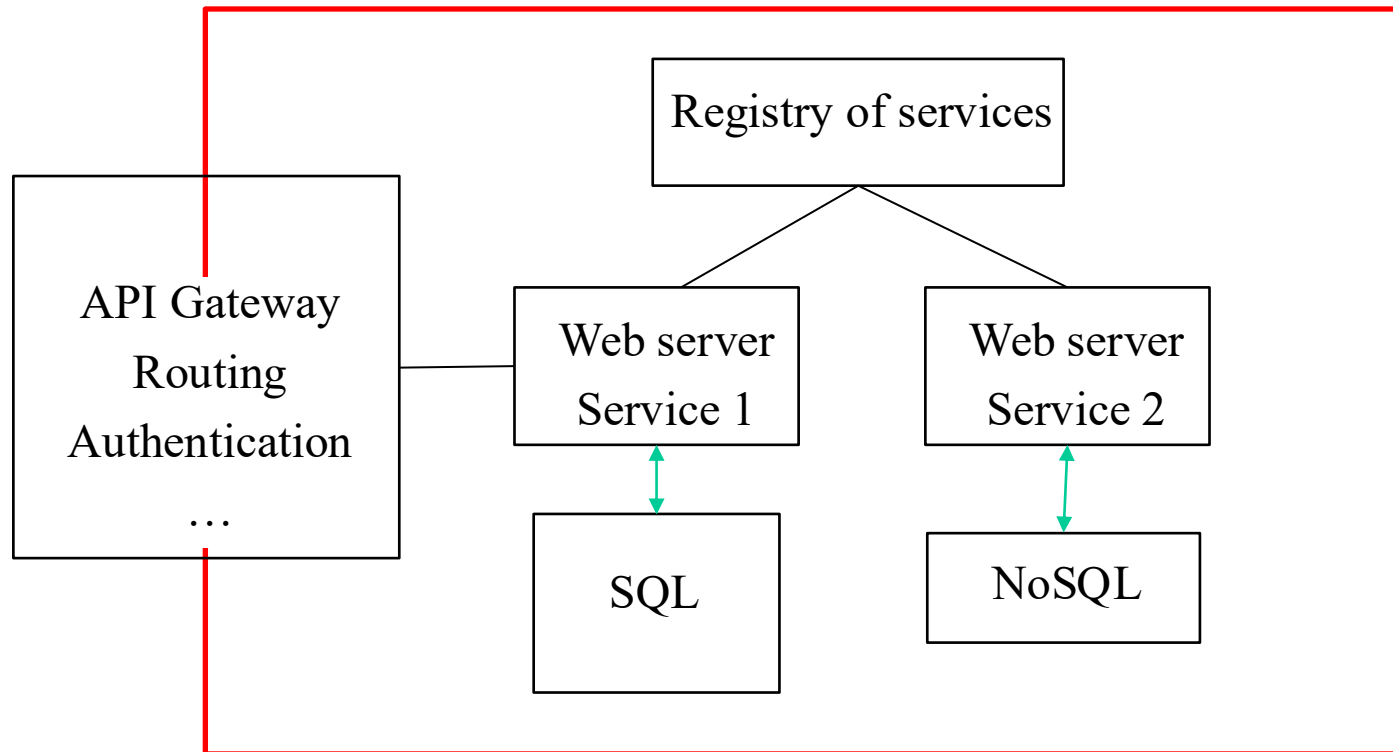 Registry of services
API Gateway
Routing
Authentication
…
Web server
Service 1
Web server
Service 2
SQL
NoSQL